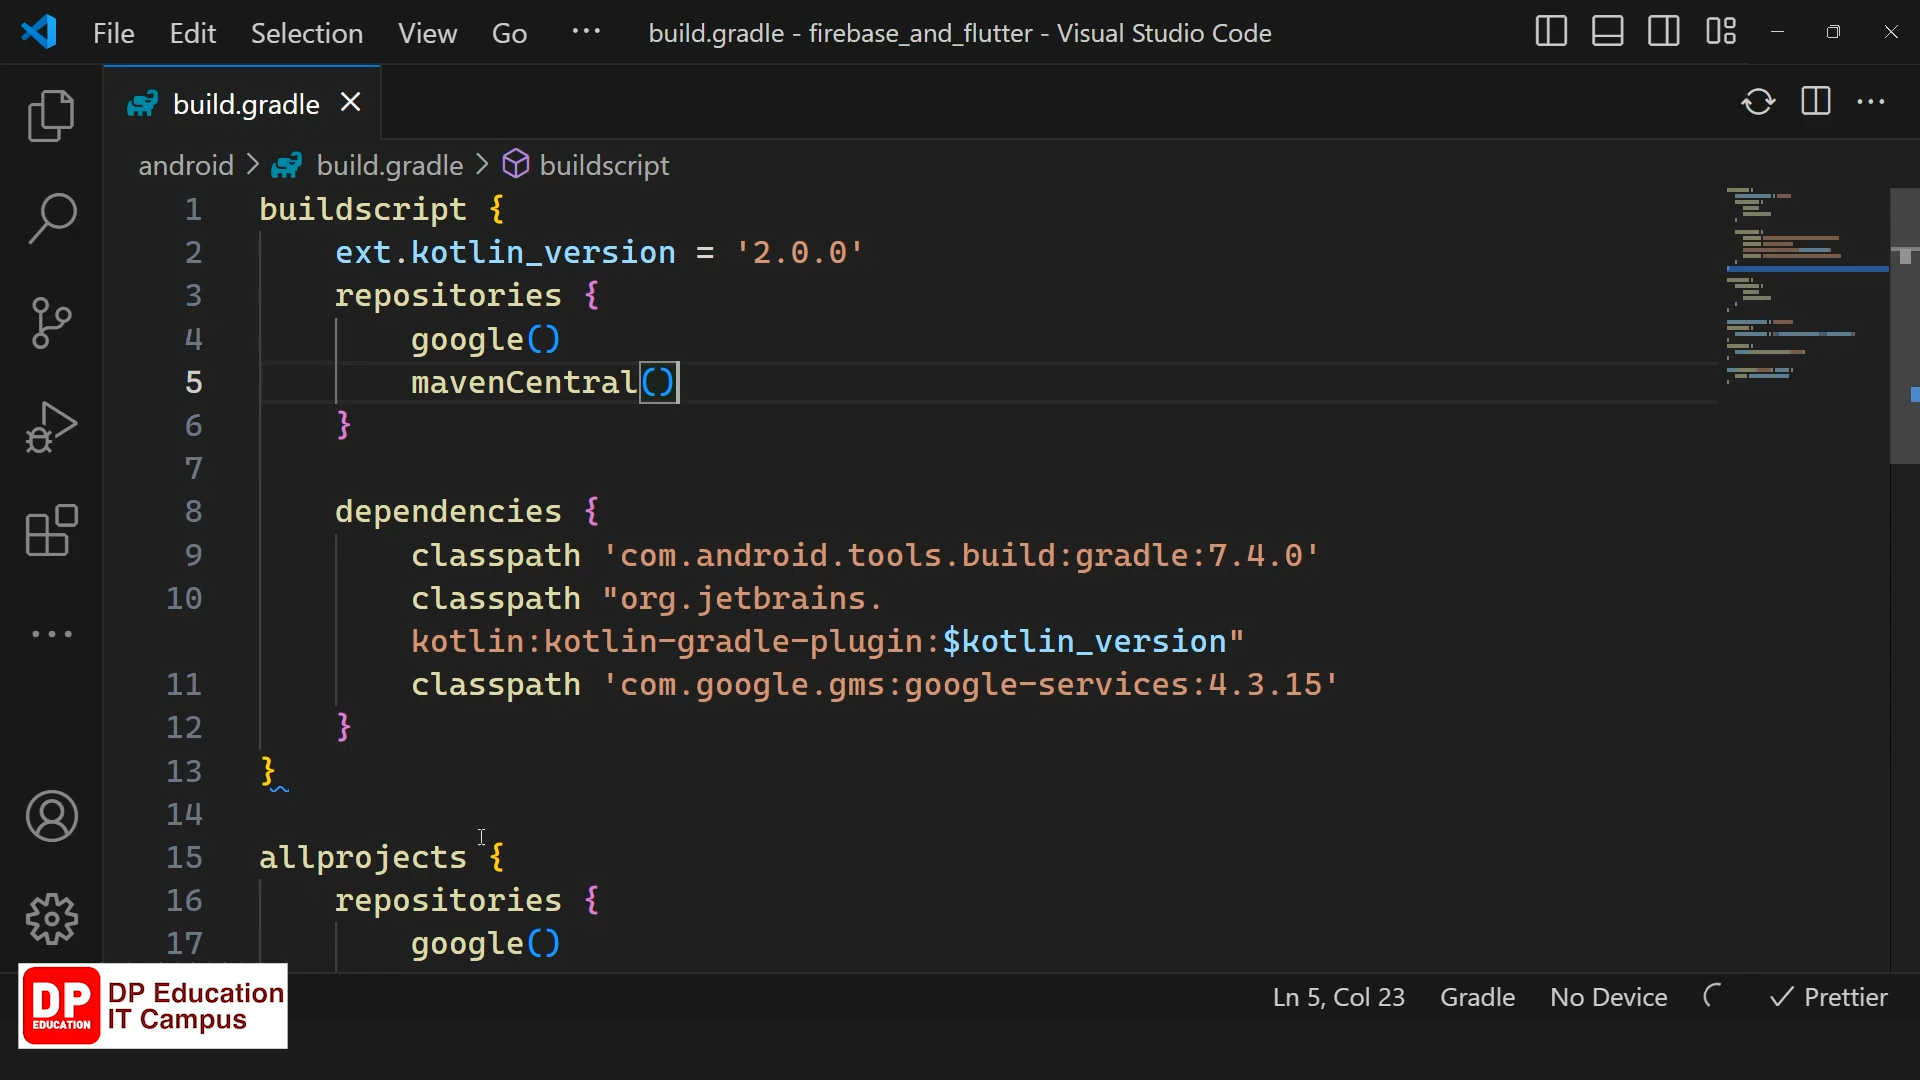 File Edit Selection View Go ··· build.gradle - firebase_and_flutter - Visual Studio Code
build.gradle
android > build.gradle > buildscript
1 buildscript {
2 ext.kotlin_version = '2.0.0'
3 repositories {
4 google()
5 mavenCentral()
6 }
7
8 dependencies {
9 classpath 'com.android.tools.build:gradle:7.4.0'
10 classpath "org.jetbrains.
kotlin:kotlin-gradle-plugin:$kotlin_version"
11 classpath 'com.google.gms:google-services:4.3.15'
12 }
13 }
14
15 allprojects {
16 repositories {
17 google()
DP EDUCATION
DP Education
IT Campus
Ln 5, Col 23 Gradle No Device Prettier